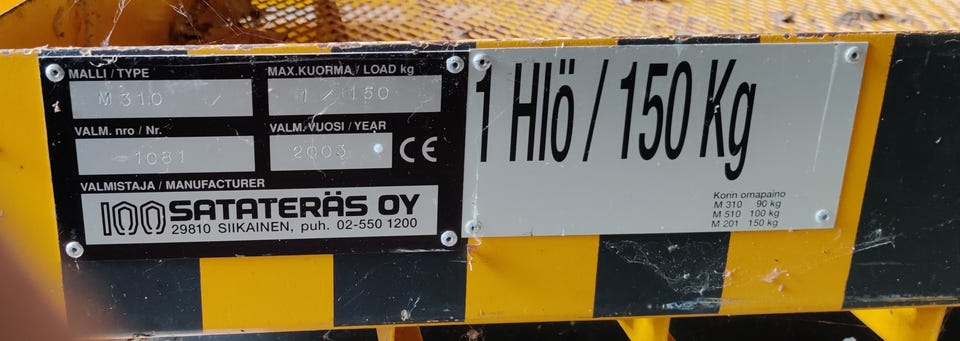 MALLI / TYPE
M 310 /
MAX.KUORMA / LOAD kg
1 / 150
VALM. nro / Nr.
1081
VALM.VUOSI / YEAR
2003
CE
VALMISTAJA / MANUFACTURER
100 SATATERÄS OY
29810 SIIKAINEN, puh. 02-550 1200
1 Hlö / 150 Kg
Korin omapaino
M 310 90 kg
M 510 100 kg
M 201 150 kg